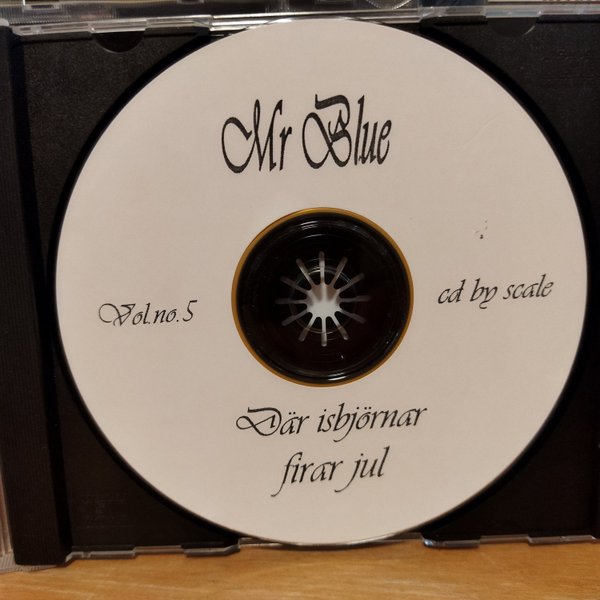 Mr Blue
Vol.no.5
cd by scale
Där isbjörnar
firar jul